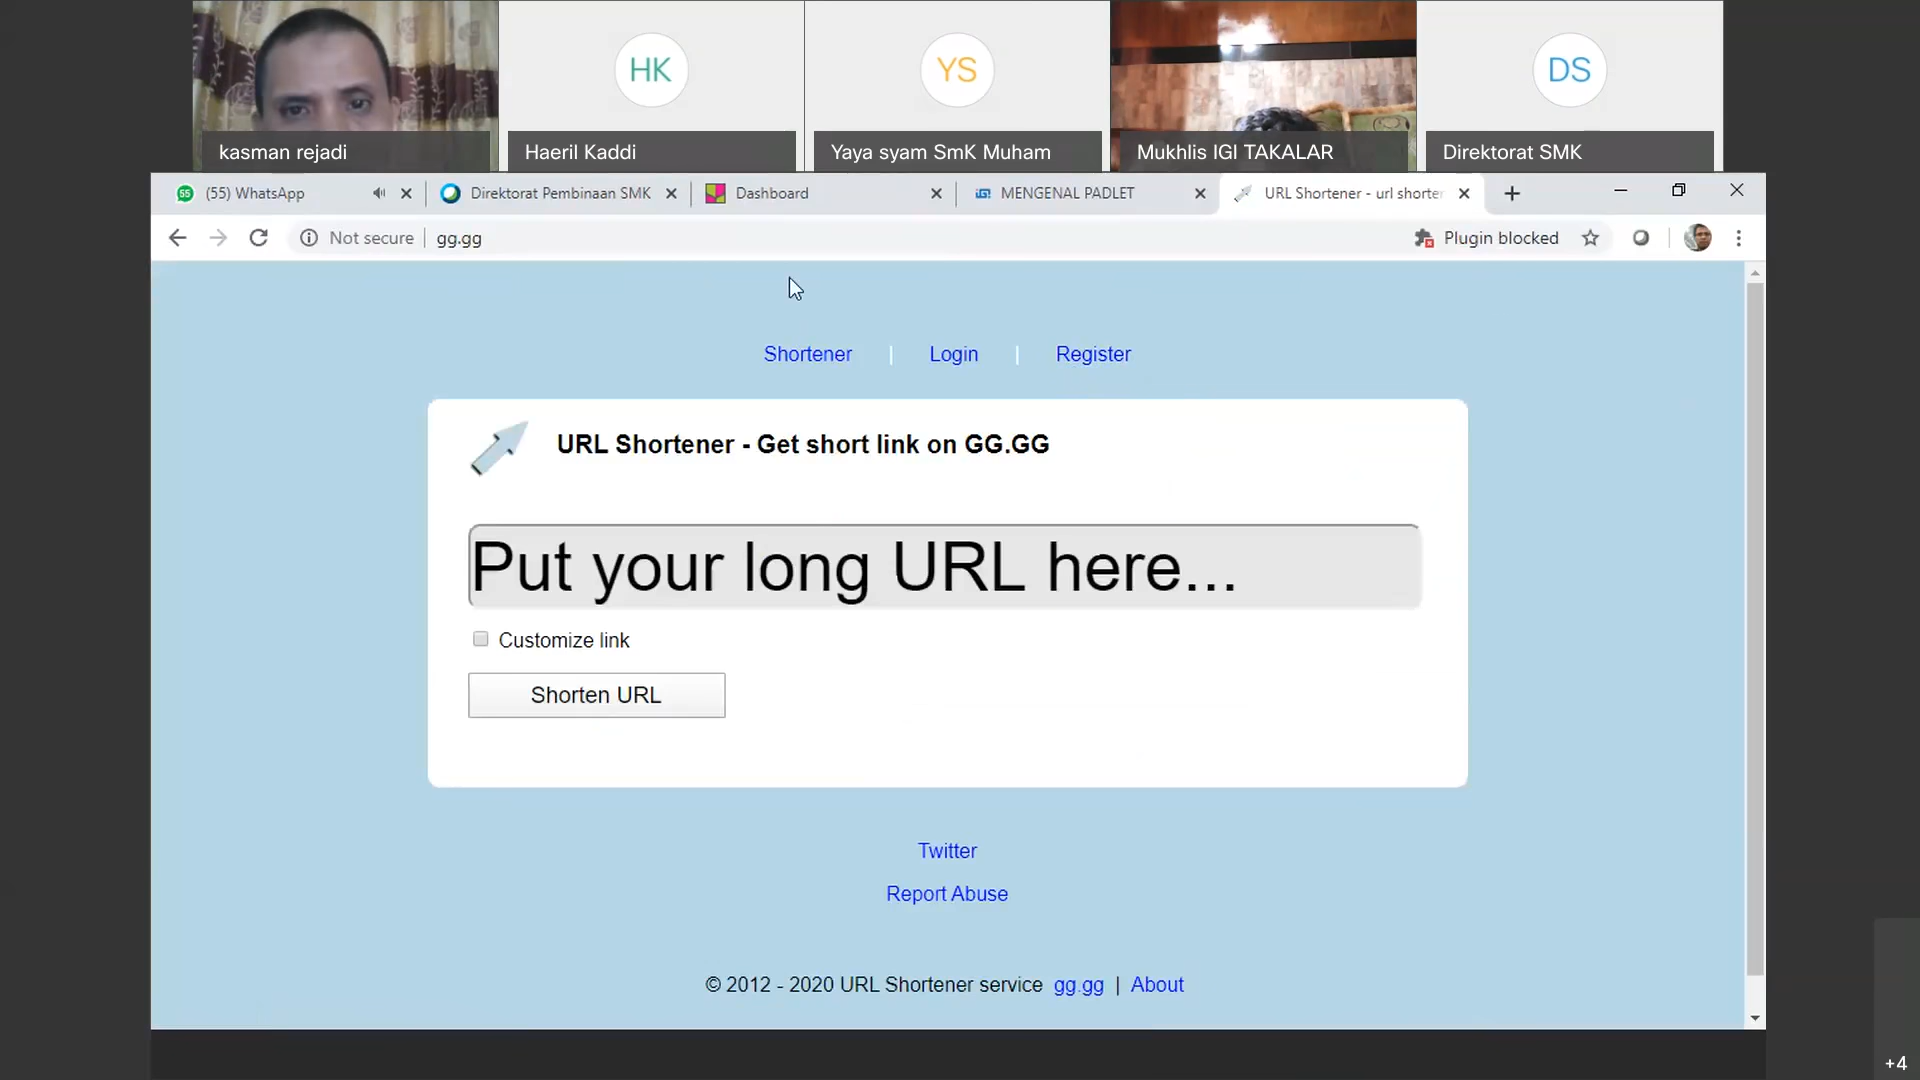 HK
YS
DS
kasman rejadi
Haeril Kaddi
Yaya syam SmK Muham
Mukhlis IGI TAKALAR
Direktorat SMK
55
(55) WhatsApp
Direktorat Pembinaan SMK
Dashboard
IGI
MENGENAL PADLET
URL Shortener - url shorter
Not secure
gg.gg
Plugin blocked
Shortener | Login | Register
URL Shortener - Get short link on GG.GG
Put your long URL here...
Customize link
Shorten URL
Twitter
Report Abuse
© 2012 - 2020 URL Shortener service gg.gg | About
+4